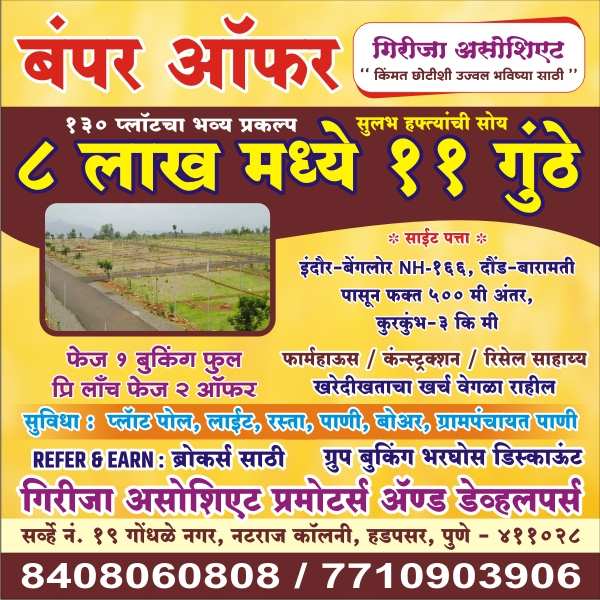 बंपर ऑफर
गिरीजा असोशिएट
“ किंमत छोटीशी उज्वल भविष्या साठी ”
१३० प्लॉटचा भव्य प्रकल्प
सुलभ हफ्त्यांची सोय
८ लाख मध्ये ११ गुंठे
* साईट पत्ता *
इंदौर-बेंगलोर NH-१६६, दौंड-बारामती
पासून फक्त ५०० मी अंतर,
कुरकुंभ-३ कि मी
फेज १ बुकिंग फुल
प्रि लाँच फेज २ ऑफर
फार्महाऊस / कंन्स्ट्रक्शन / रिसेल साहाय्य
खरेदीखताचा खर्च वेगळा राहील
सुविधा : प्लॉट पोल, लाईट, रस्ता, पाणी, बोअर, ग्रामपंचायत पाणी
REFER & EARN : ब्रोकर्स साठी
ग्रुप बुकिंग भरघोस डिस्काऊंट
गिरीजा असोशिएट प्रमोटर्स ॲण्ड डेव्हलपर्स
सर्व्हे नं. १९ गोंधळे नगर, नटराज कॉलनी, हडपसर, पुणे - ४११०२८
8408060808 / 7710903906